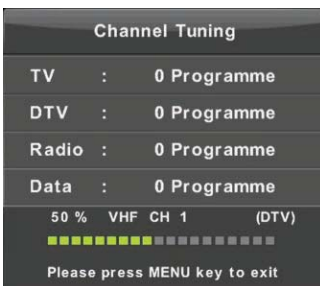 Channel Tuning
TV : 0 Programme
DTV : 0 Programme
Radio : 0 Programme
Data : 0 Programme
50 % VHF CH 1 (DTV)
Please press MENU key to exit